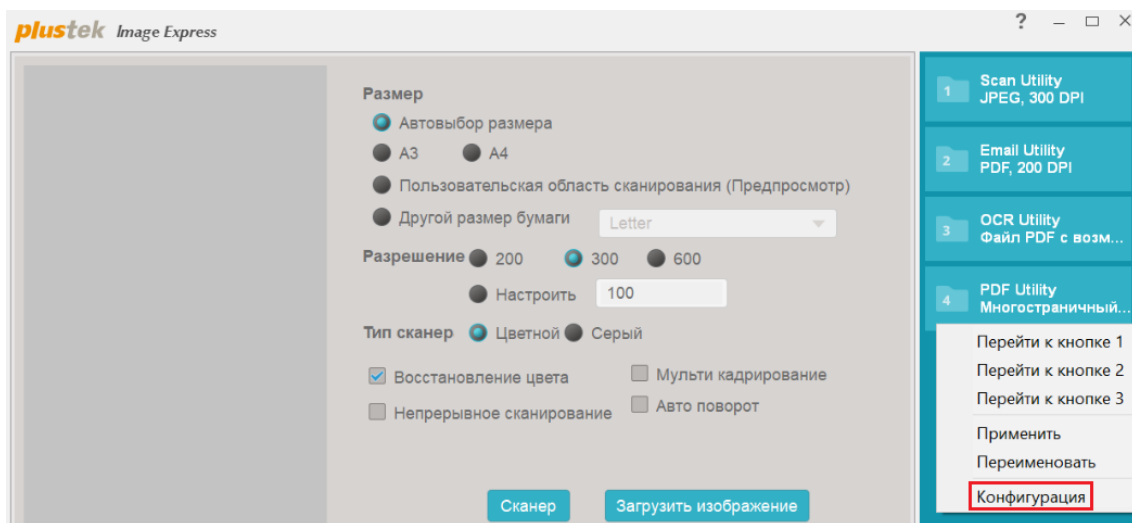 plustek Image Express
?
Размер
Автовыбор размера
A3 A4
Пользовательская область сканирования (Предпросмотр)
Другой размер бумаги Letter
Разрешение 200 300 600
Настроить 100
Тип сканер Цветной Серый
Восстановление цвета Мульти кадрирование
Непрерывное сканирование Авто поворот
Сканер Загрузить изображение
1 Scan Utility
JPEG, 300 DPI
2 Email Utility
PDF, 200 DPI
3 OCR Utility
Файл PDF с возм...
4 PDF Utility
Многостраничный...
Перейти к кнопке 1
Перейти к кнопке 2
Перейти к кнопке 3
Применить
Переименовать
Конфигурация